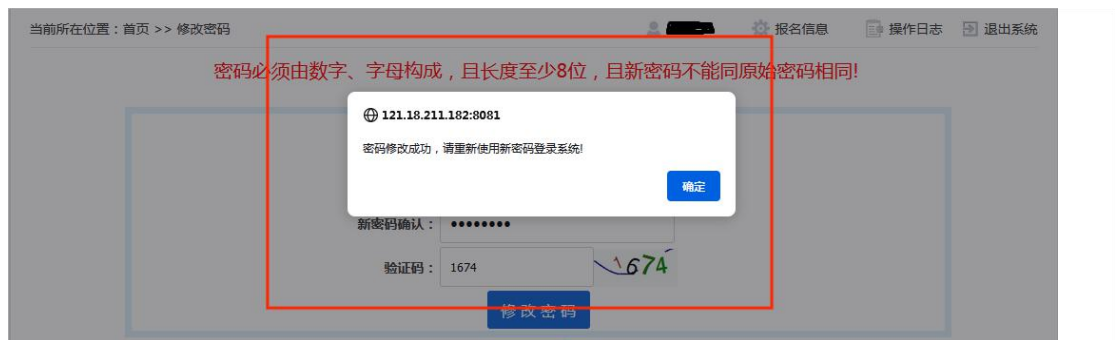 当前所在位置：首页 >> 修改密码
报名信息 操作日志 退出系统
密码必须由数字、字母构成，且长度至少8位，且新密码不能同原始密码相同!
121.18.211.182:8081
密码修改成功，请重新使用新密码登录系统!
确定
新密码确认： ••••••••
验证码： 1674 1674
修改密码